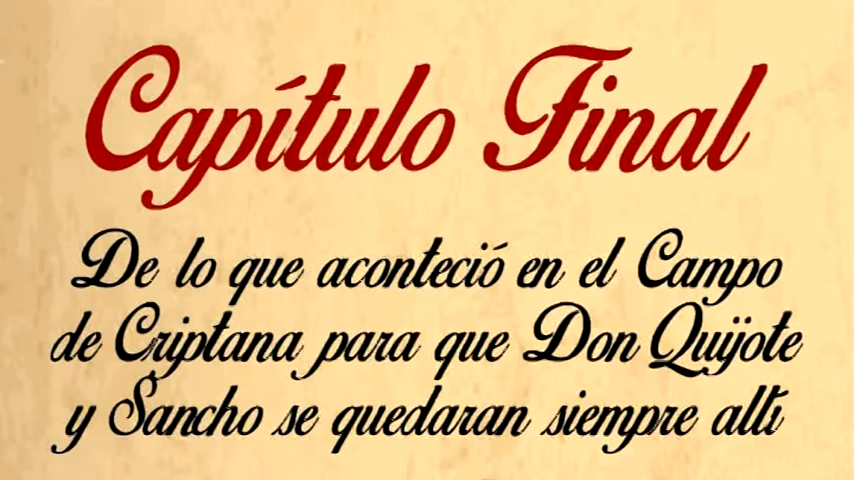 Capítulo Final
De lo que aconteció en el Campo
de Criptana para que Don Quijote
y Sancho se quedaran siempre allí